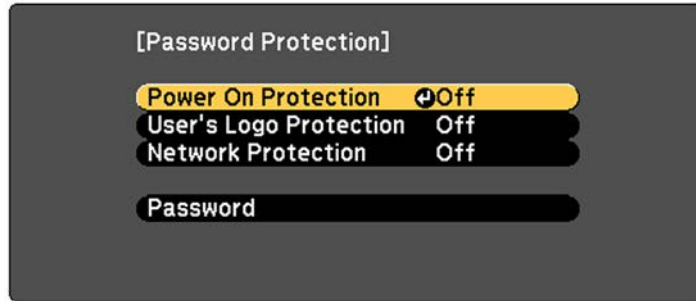 [Password Protection]
Power On Protection Off
User's Logo Protection Off
Network Protection Off
Password